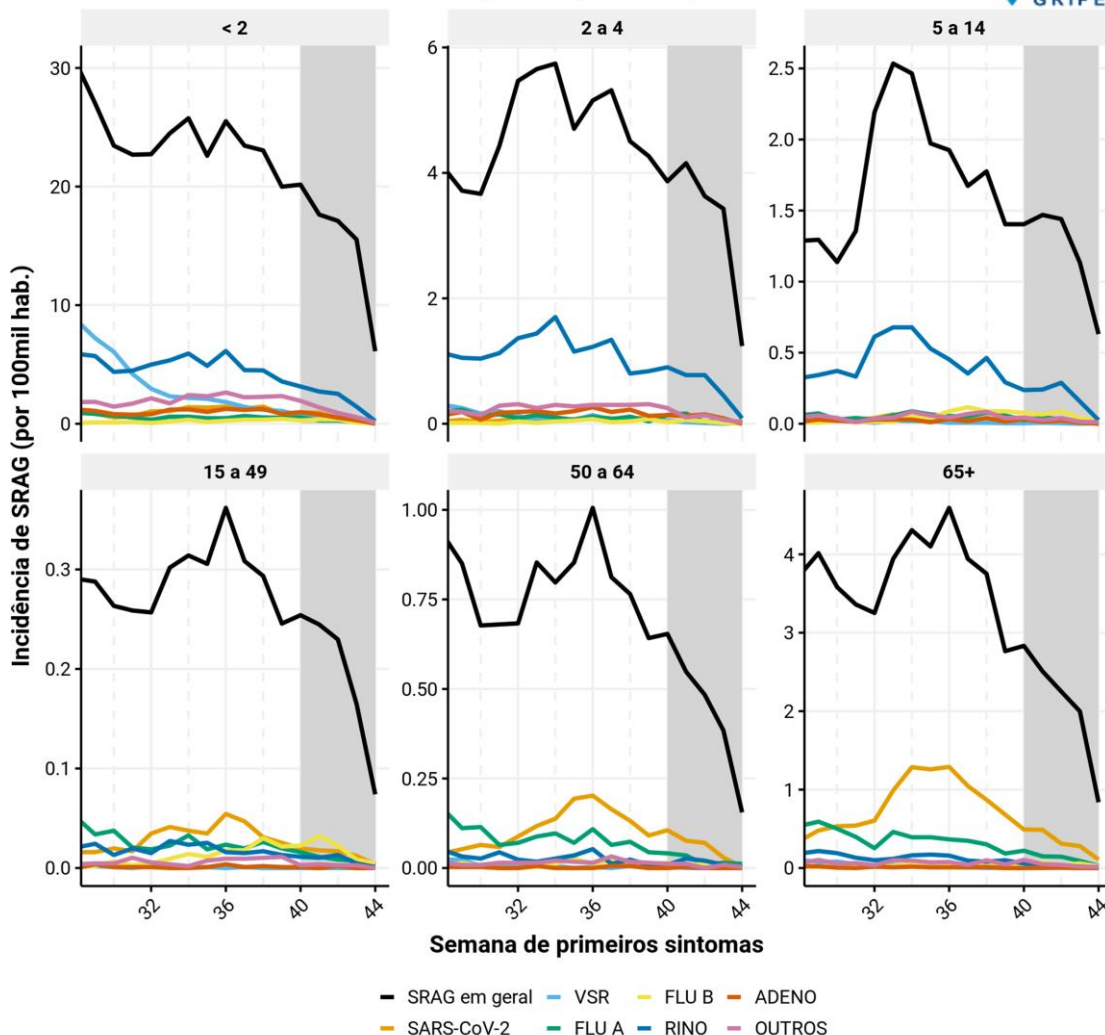 GRIPE
< 2
2 a 4
5 a 14
30
20
10
0
6
4
2
0
2.5
2.0
1.5
1.0
0.5
0.0
15 a 49
50 a 64
65+
0.3
0.2
0.1
0.0
1.00
0.75
0.50
0.25
0.00
4
3
2
1
0
32 36 40 44
32 36 40 44
32 36 40 44
Incidência de SRAG (por 100mil hab.)
Semana de primeiros sintomas
SRAG em geral VSR FLU B ADENO
SARS-CoV-2 FLU A RINO OUTROS